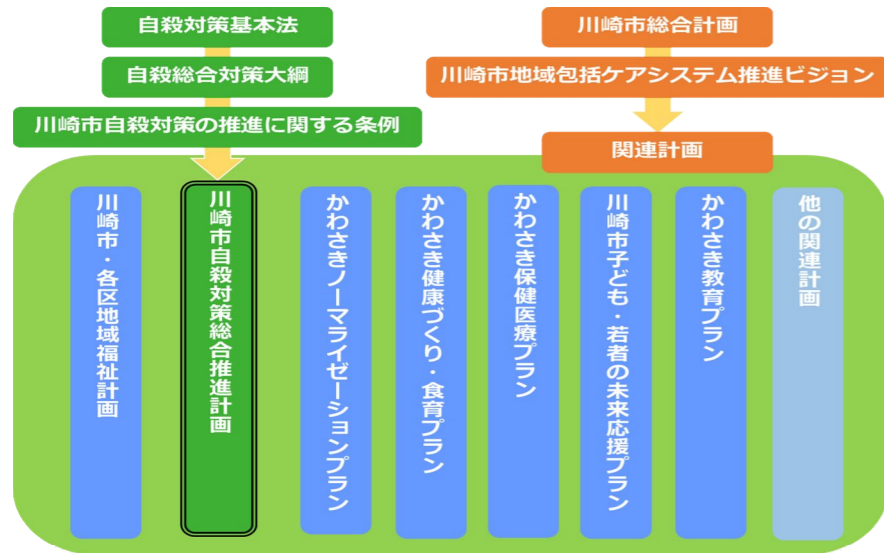 自殺対策基本法
自殺総合対策大綱
川崎市自殺対策の推進に関する条例
川崎市総合計画
川崎市地域包括ケアシステム推進ビジョン
関連計画
川崎市・各区地域福祉計画
川崎市自殺対策総合推進計画
かわさきノーマライゼーションプラン
かわさき健康づくり・食育プラン
かわさき保健医療プラン
川崎市子ども・若者の未来応援プラン
かわさき教育プラン
他の関連計画